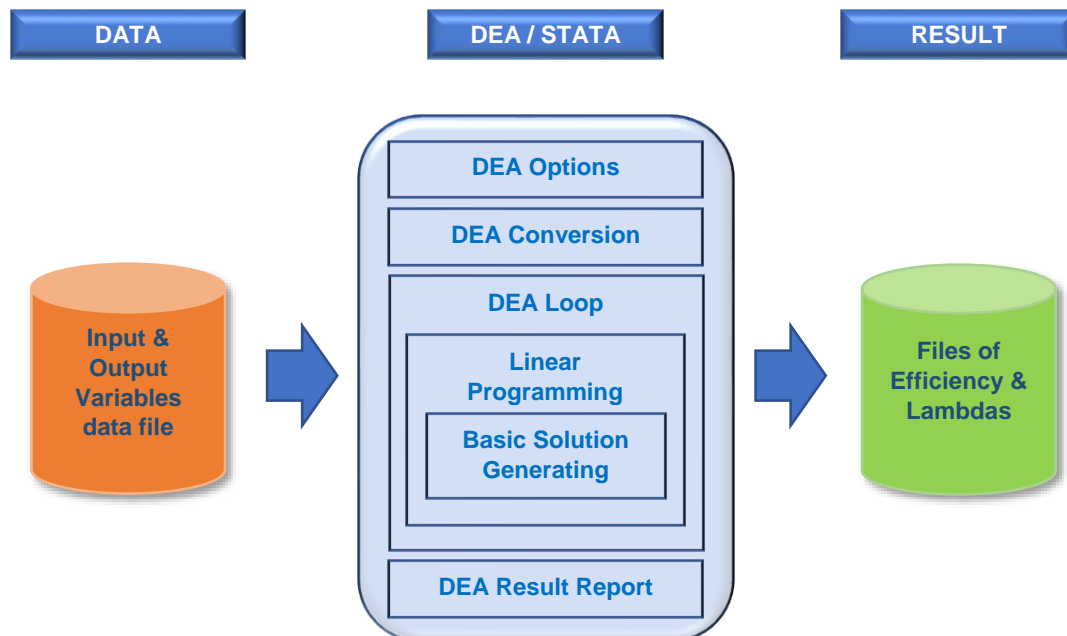 DATA
DEA / STATA
RESULT
Input &
Output
Variables
data file
DEA Options
DEA Conversion
DEA Loop
Linear
Programming
Basic Solution
Generating
DEA Result Report
Files of
Efficiency &
Lambdas